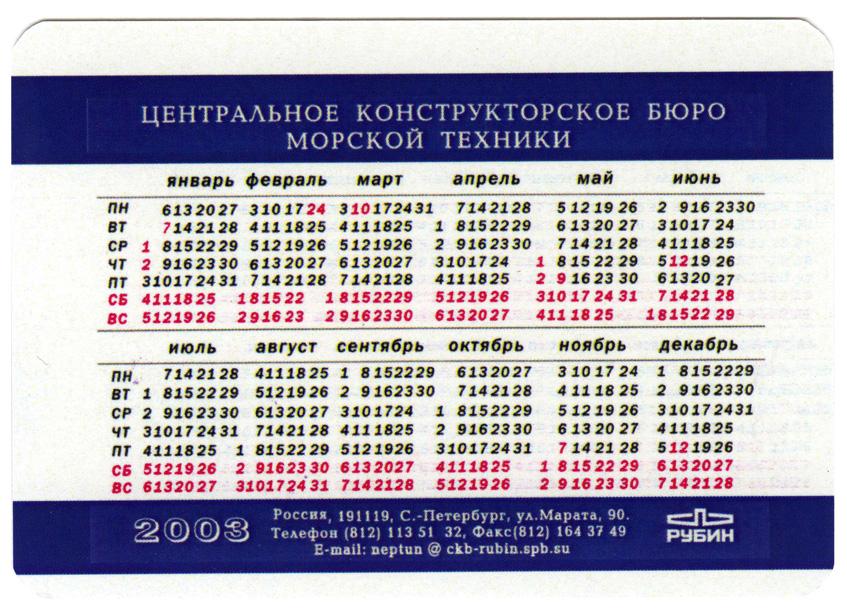 ЦЕНТРАЛЬНОЕ КОНСТРУКТОРСКОЕ БЮРО
МОРСКОЙ ТЕХНИКИ
январь февраль март апрель май июнь
ПН 6 13 20 27 3 10 17 24 3 10 17 24 31 7 14 21 28 5 12 19 26 2 9 16 23 30
ВТ 7 14 21 28 4 11 18 25 4 11 18 25 1 8 15 22 29 6 13 20 27 3 10 17 24
СР 1 8 15 22 29 5 12 19 26 5 12 19 26 2 9 16 23 30 7 14 21 28 4 11 18 25
ЧТ 2 9 16 23 30 6 13 20 27 6 13 20 27 3 10 17 24 1 8 15 22 29 5 12 19 26
ПТ 3 10 17 24 31 7 14 21 28 7 14 21 28 4 11 18 25 2 9 16 23 30 6 13 20 27
СБ 4 11 18 25 1 8 15 22 1 8 15 22 29 5 12 19 26 3 10 17 24 31 7 14 21 28
ВС 5 12 19 26 2 9 16 23 2 9 16 23 30 6 13 20 27 4 11 18 25 1 8 15 22 29
июль август сентябрь октябрь ноябрь декабрь
ПН 7 14 21 28 4 11 18 25 1 8 15 22 29 6 13 20 27 3 10 17 24 1 8 15 22 29
ВТ 1 8 15 22 29 5 12 19 26 2 9 16 23 30 7 14 21 28 4 11 18 25 2 9 16 23 30
СР 2 9 16 23 30 6 13 20 27 3 10 17 24 1 8 15 22 29 5 12 19 26 3 10 17 24 31
ЧТ 3 10 17 24 31 7 14 21 28 4 11 18 25 2 9 16 23 30 6 13 20 27 4 11 18 25
ПТ 4 11 18 25 1 8 15 22 29 5 12 19 26 3 10 17 24 31 7 14 21 28 5 12 19 26
СБ 5 12 19 26 2 9 16 23 30 6 13 20 27 4 11 18 25 1 8 15 22 29 6 13 20 27
ВС 6 13 20 27 3 10 17 24 31 7 14 21 28 5 12 19 26 2 9 16 23 30 7 14 21 28
2003
Россия, 191119, С.-Петербург, ул.Марата, 90.
Телефон (812) 113 51 32, Факс(812) 164 37 49
E-mail: neptun @ ckb-rubin.spb.su
РУБИН